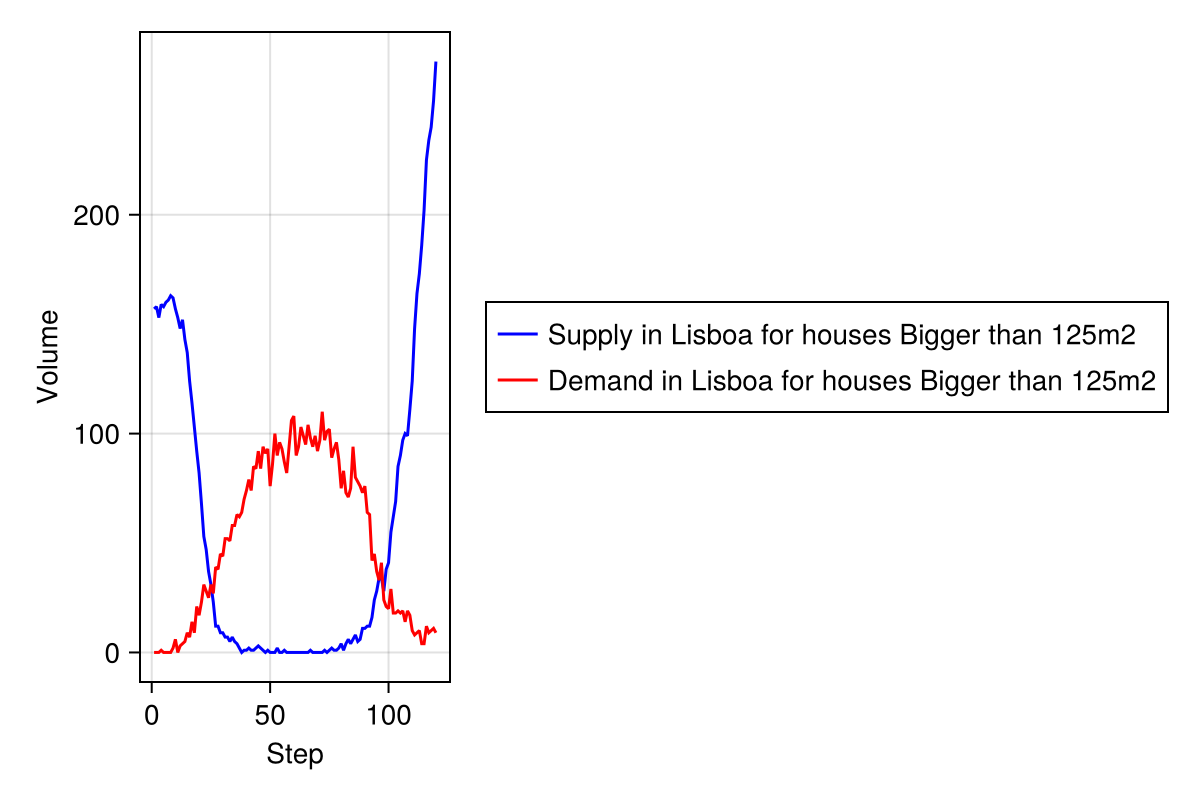 200
100
0
0 50 100
Volume
Step
Supply in Lisboa for houses Bigger than 125m2
Demand in Lisboa for houses Bigger than 125m2